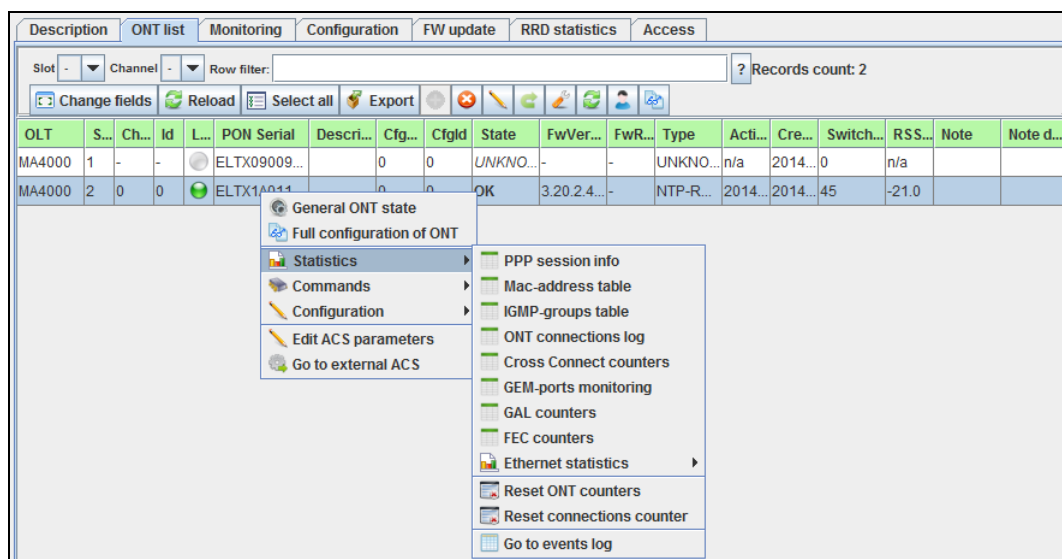 Description ONT list Monitoring Configuration FW update RRD statistics Access
Slot - Channel - Row filter: ? Records count: 2
Change fields Reload Select all Export
OLT S... Ch... Id L... PON Serial Descri... Cfg... CfgId State FwVer... FwR... Type Acti... Cre... Switch... RSS... Note Note d...
MA4000 1 - - ELTX09009... 0 0 UNKNO... - - UNKNO... n/a 2014... 0 n/a
MA4000 2 0 0 ELTX1A011... 0 0 OK 3.20.2.4... - NTP-R... 2014... 2014... 45 -21.0
General ONT state
Full configuration of ONT
Statistics
Commands
Configuration
Edit ACS parameters
Go to external ACS
PPP session info
Mac-address table
IGMP-groups table
ONT connections log
Cross Connect counters
GEM-ports monitoring
GAL counters
FEC counters
Ethernet statistics
Reset ONT counters
Reset connections counter
Go to events log